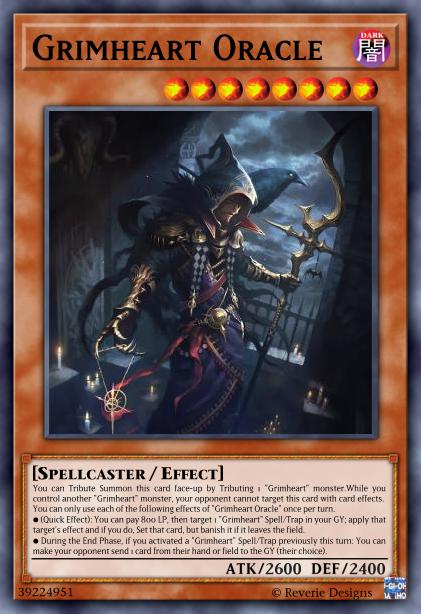 Grimheart Oracle
DARK
闇
[Spellcaster / Effect]
You can Tribute Summon this card face-up by Tributing 1 "Grimheart" monster.While you
control another "Grimheart" monster, your opponent cannot target this card with card effects.
You can only use each of the following effects of "Grimheart Oracle" once per turn.
● (Quick Effect): You can pay 800 LP, then target 1 "Grimheart" Spell/Trap in your GY; apply that
target's effect and if you do, Set that card, but banish it if it leaves the field.
● During the End Phase, if you activated a "Grimheart" Spell/Trap previously this turn: You can
make your opponent send 1 card from their hand or field to the GY (their choice).
ATK/2600 DEF/2400
39224951
© Reverie Designs